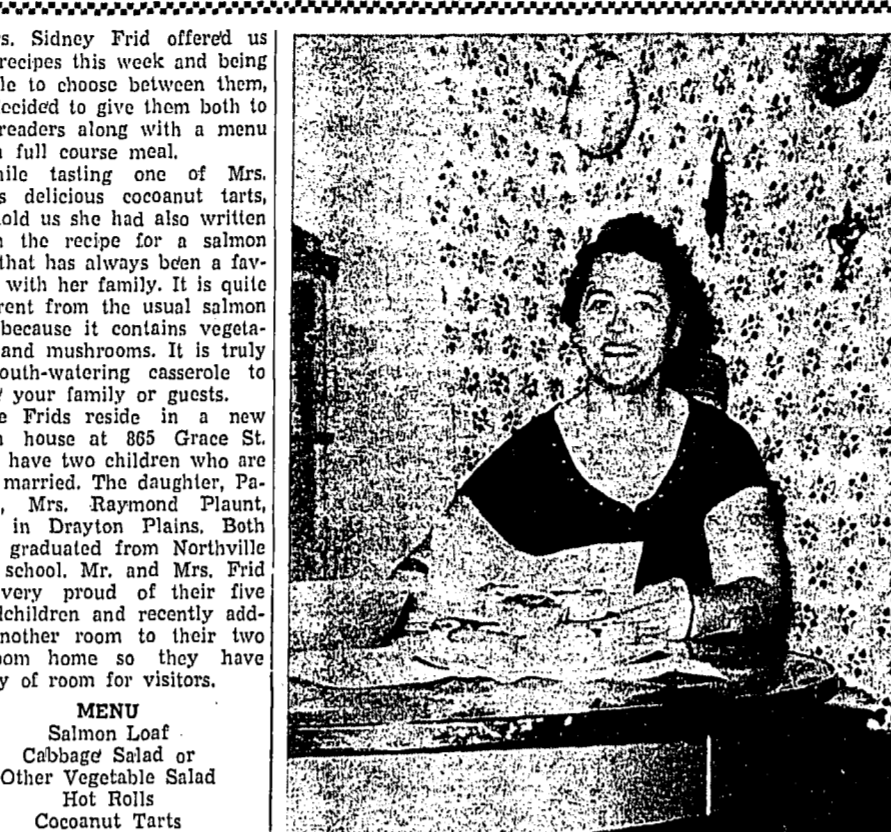 s. Sidney Frid offered us
recipes this week and being
le to choose between them,
ecided to give them both to
readers along with a menu
full course meal.
ile tasting one of Mrs.
s delicious cocoanut tarts,
old us she had also written
the recipe for a salmon
that has always been a fav-
with her family. It is quite
rent from the usual salmon
because it contains vegeta-
and mushrooms. It is truly
outh-watering casserole to
your family or guests.
e Frids reside in a new
house at 865 Grace St.
have two children who are
married. The daughter, Pa-
, Mrs. Raymond Plaunt,
in Drayton Plains. Both
graduated from Northville
school. Mr. and Mrs. Frid
very proud of their five
dchildren and recently add-
nother room to their two
oom home so they have
y of room for visitors.
MENU
Salmon Loaf
Cabbage Salad or
Other Vegetable Salad
Hot Rolls
Cocoanut Tarts